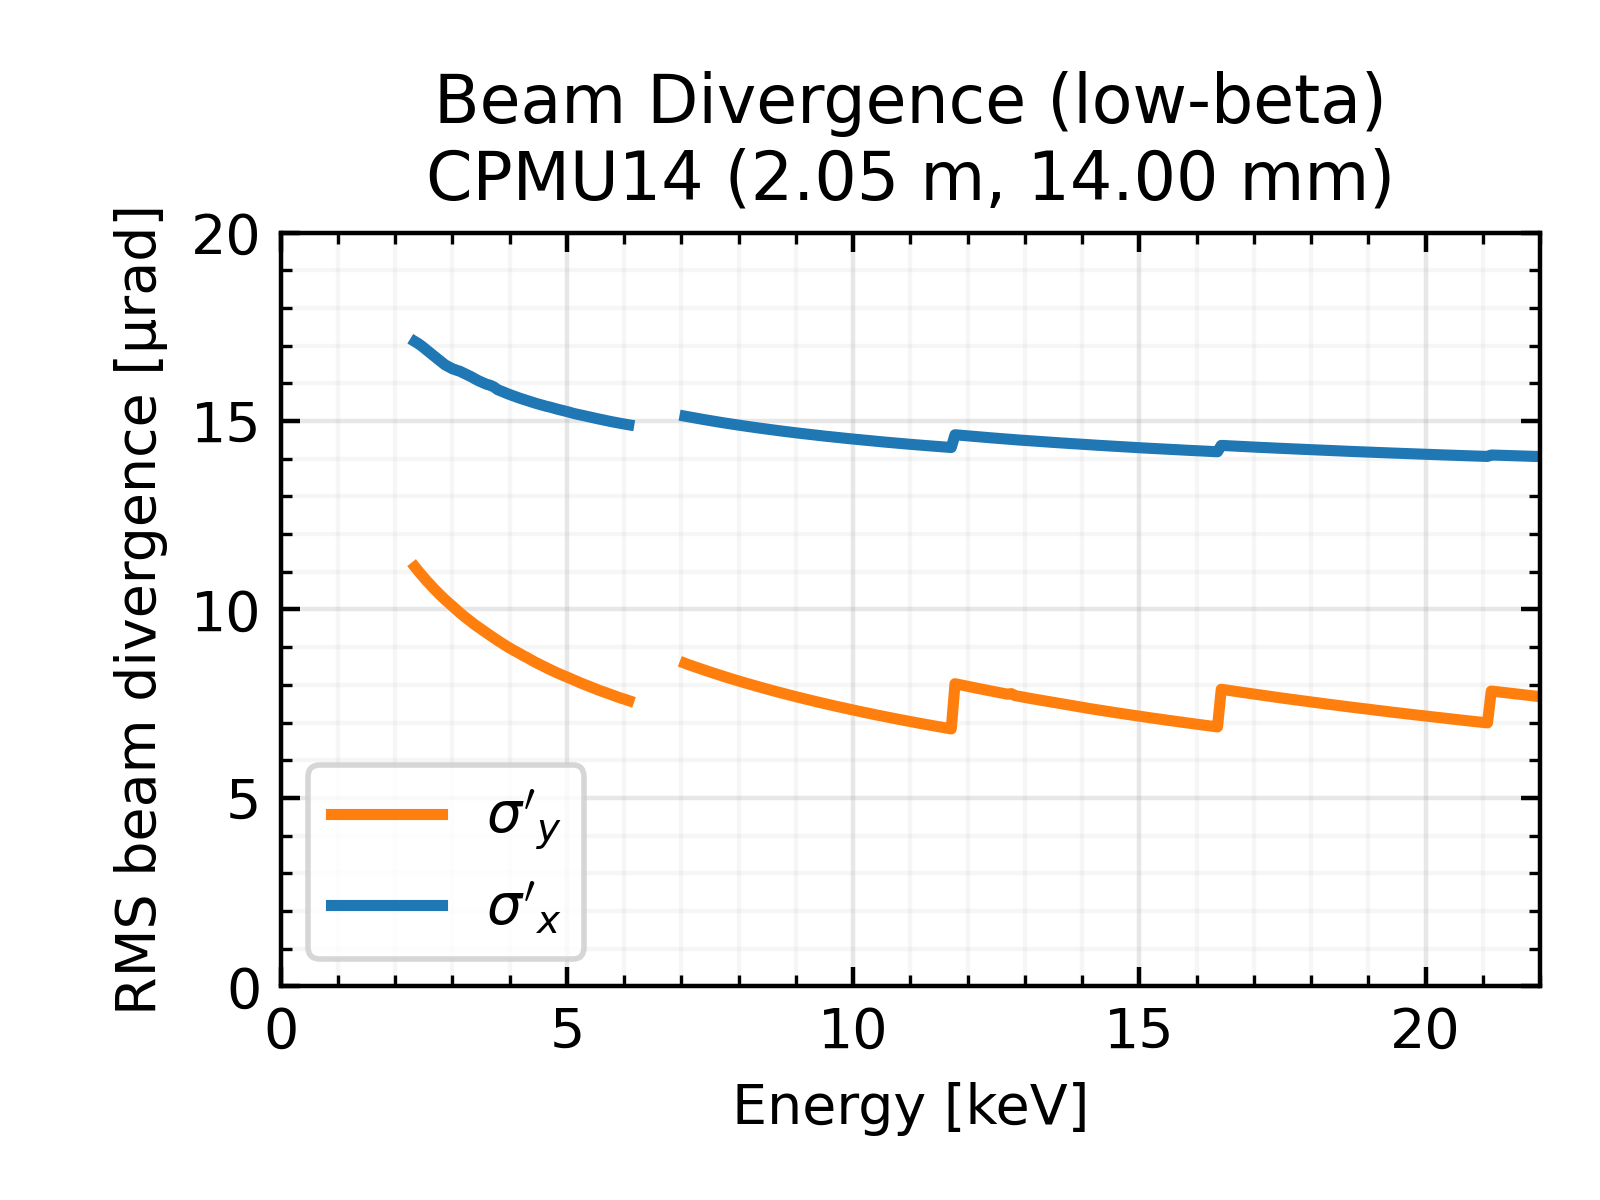 Beam Divergence (low-beta)
CPMU14 (2.05 m, 14.00 mm)
RMS beam divergence [μrad]
20
15
10
5
0
σ′y
σ′x
0 5 10 15 20
Energy [keV]